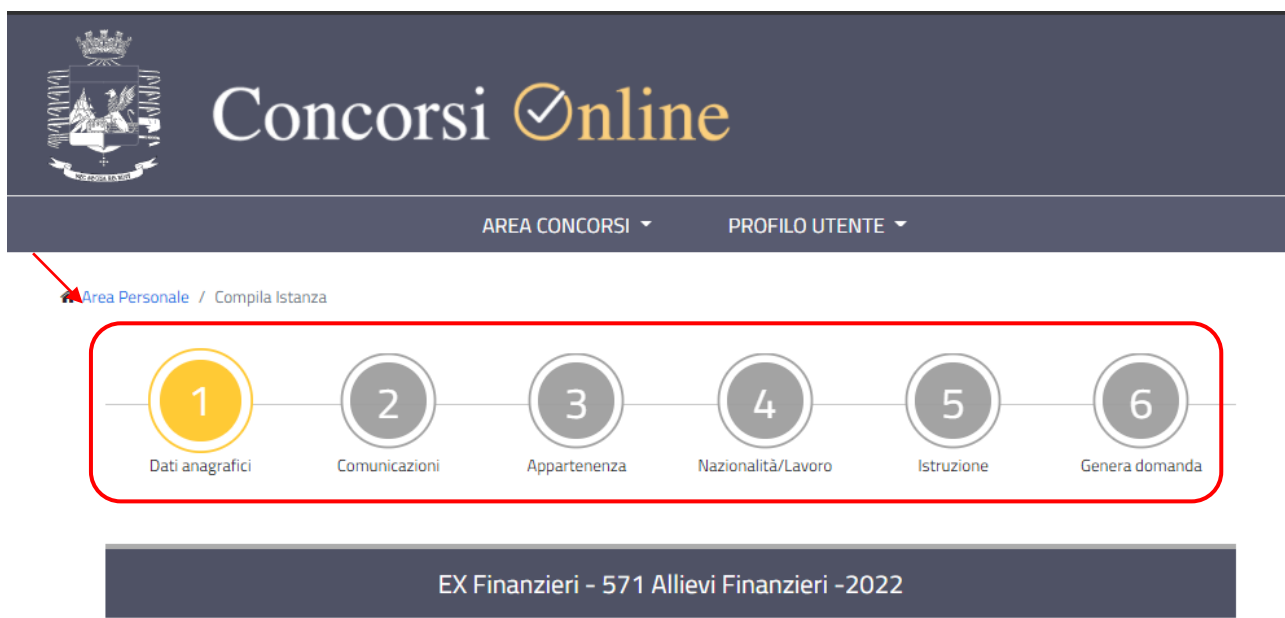 Concorsi Online
AREA CONCORSI PROFILO UTENTE
Area Personale / Compila Istanza
1 2 3 4 5 6
Dati anagrafici Comunicazioni Appartenenza Nazionalità/Lavoro Istruzione Genera domanda
EX Finanzieri - 571 Allievi Finanzieri -2022